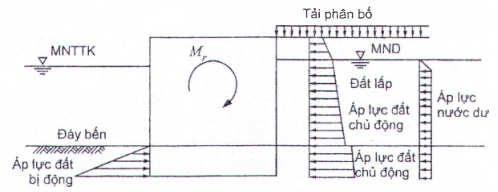 Tải phân bố
MNTTK
M_r
MND
Đất lấp
Áp lực đất
chủ động
Áp lực
nước dư
Đáy bến
Áp lực đất
bị động
Áp lực đất
chủ động